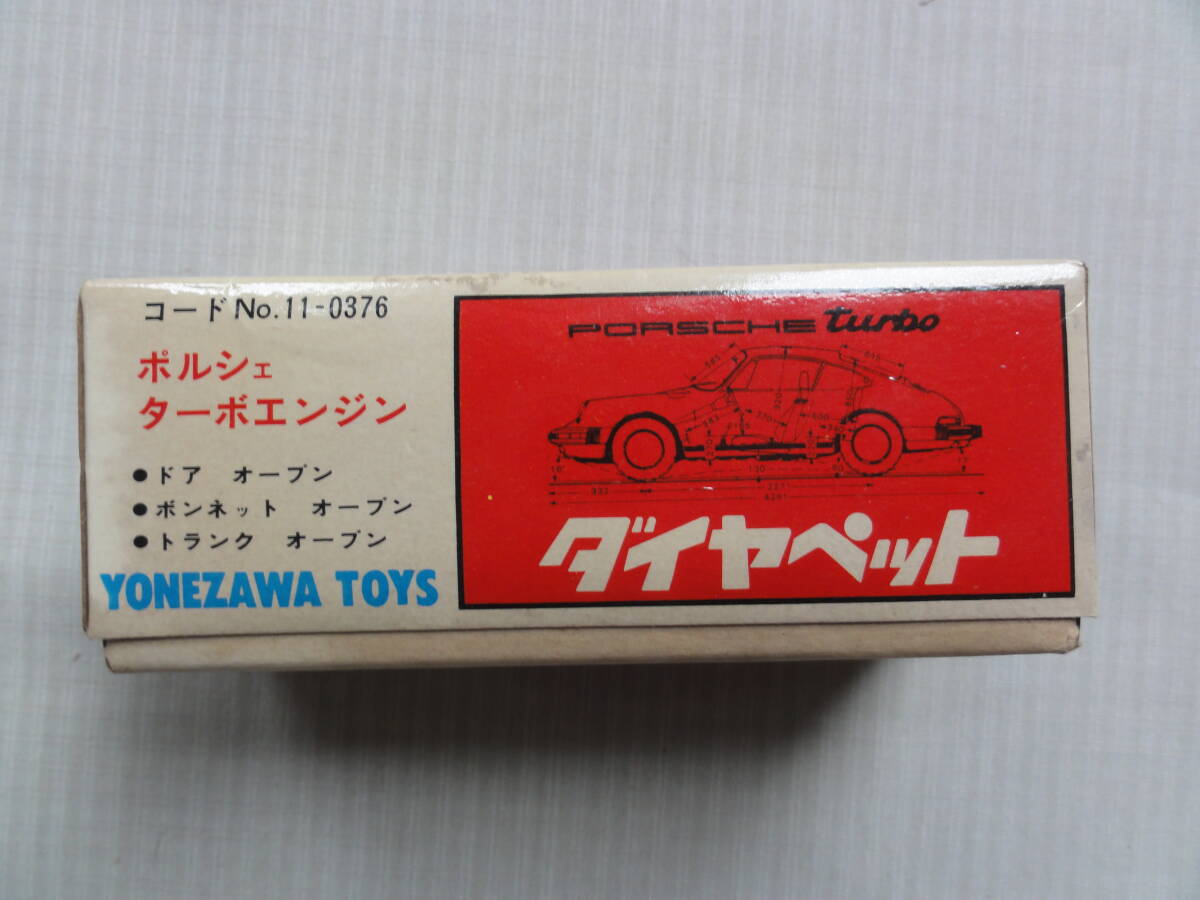 コードNo.11-0376
ポルシェ
ターボエンジン
● ドア オープン
● ボンネット オープン
● トランク オープン
YONEZAWA TOYS
PORSCHE turbo
ダイヤペット